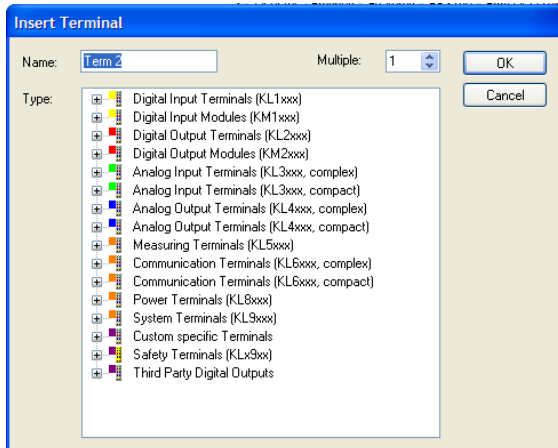 Insert Terminal
Name: Term 2 Multiple: 1 OK
Type: Cancel
Digital Input Terminals (KL1xxx)
Digital Input Modules (KM1xxx)
Digital Output Terminals (KL2xxx)
Digital Output Modules (KM2xxx)
Analog Input Terminals (KL3xxx, complex)
Analog Input Terminals (KL3xxx, compact)
Analog Output Terminals (KL4xxx, complex)
Analog Output Terminals (KL4xxx, compact)
Measuring Terminals (KL5xxx)
Communication Terminals (KL6xxx, complex)
Communication Terminals (KL6xxx, compact)
Power Terminals (KL8xxx)
System Terminals (KL9xxx)
Custom specific Terminals
Safety Terminals (KLx9xx)
Third Party Digital Outputs